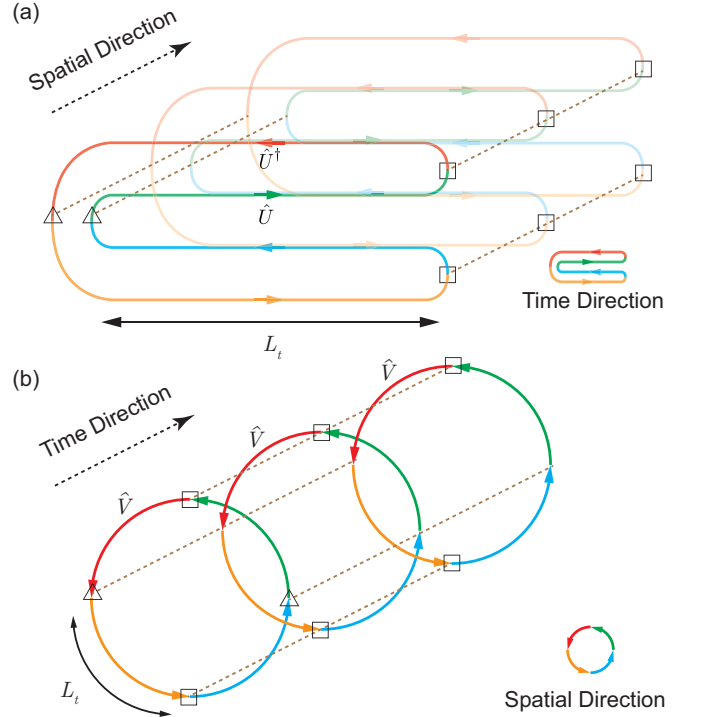 (a)
Spatial Direction
Û†
Û
Time Direction
L_t
(b)
Time Direction
V̂
V̂
V̂
L_t
Spatial Direction